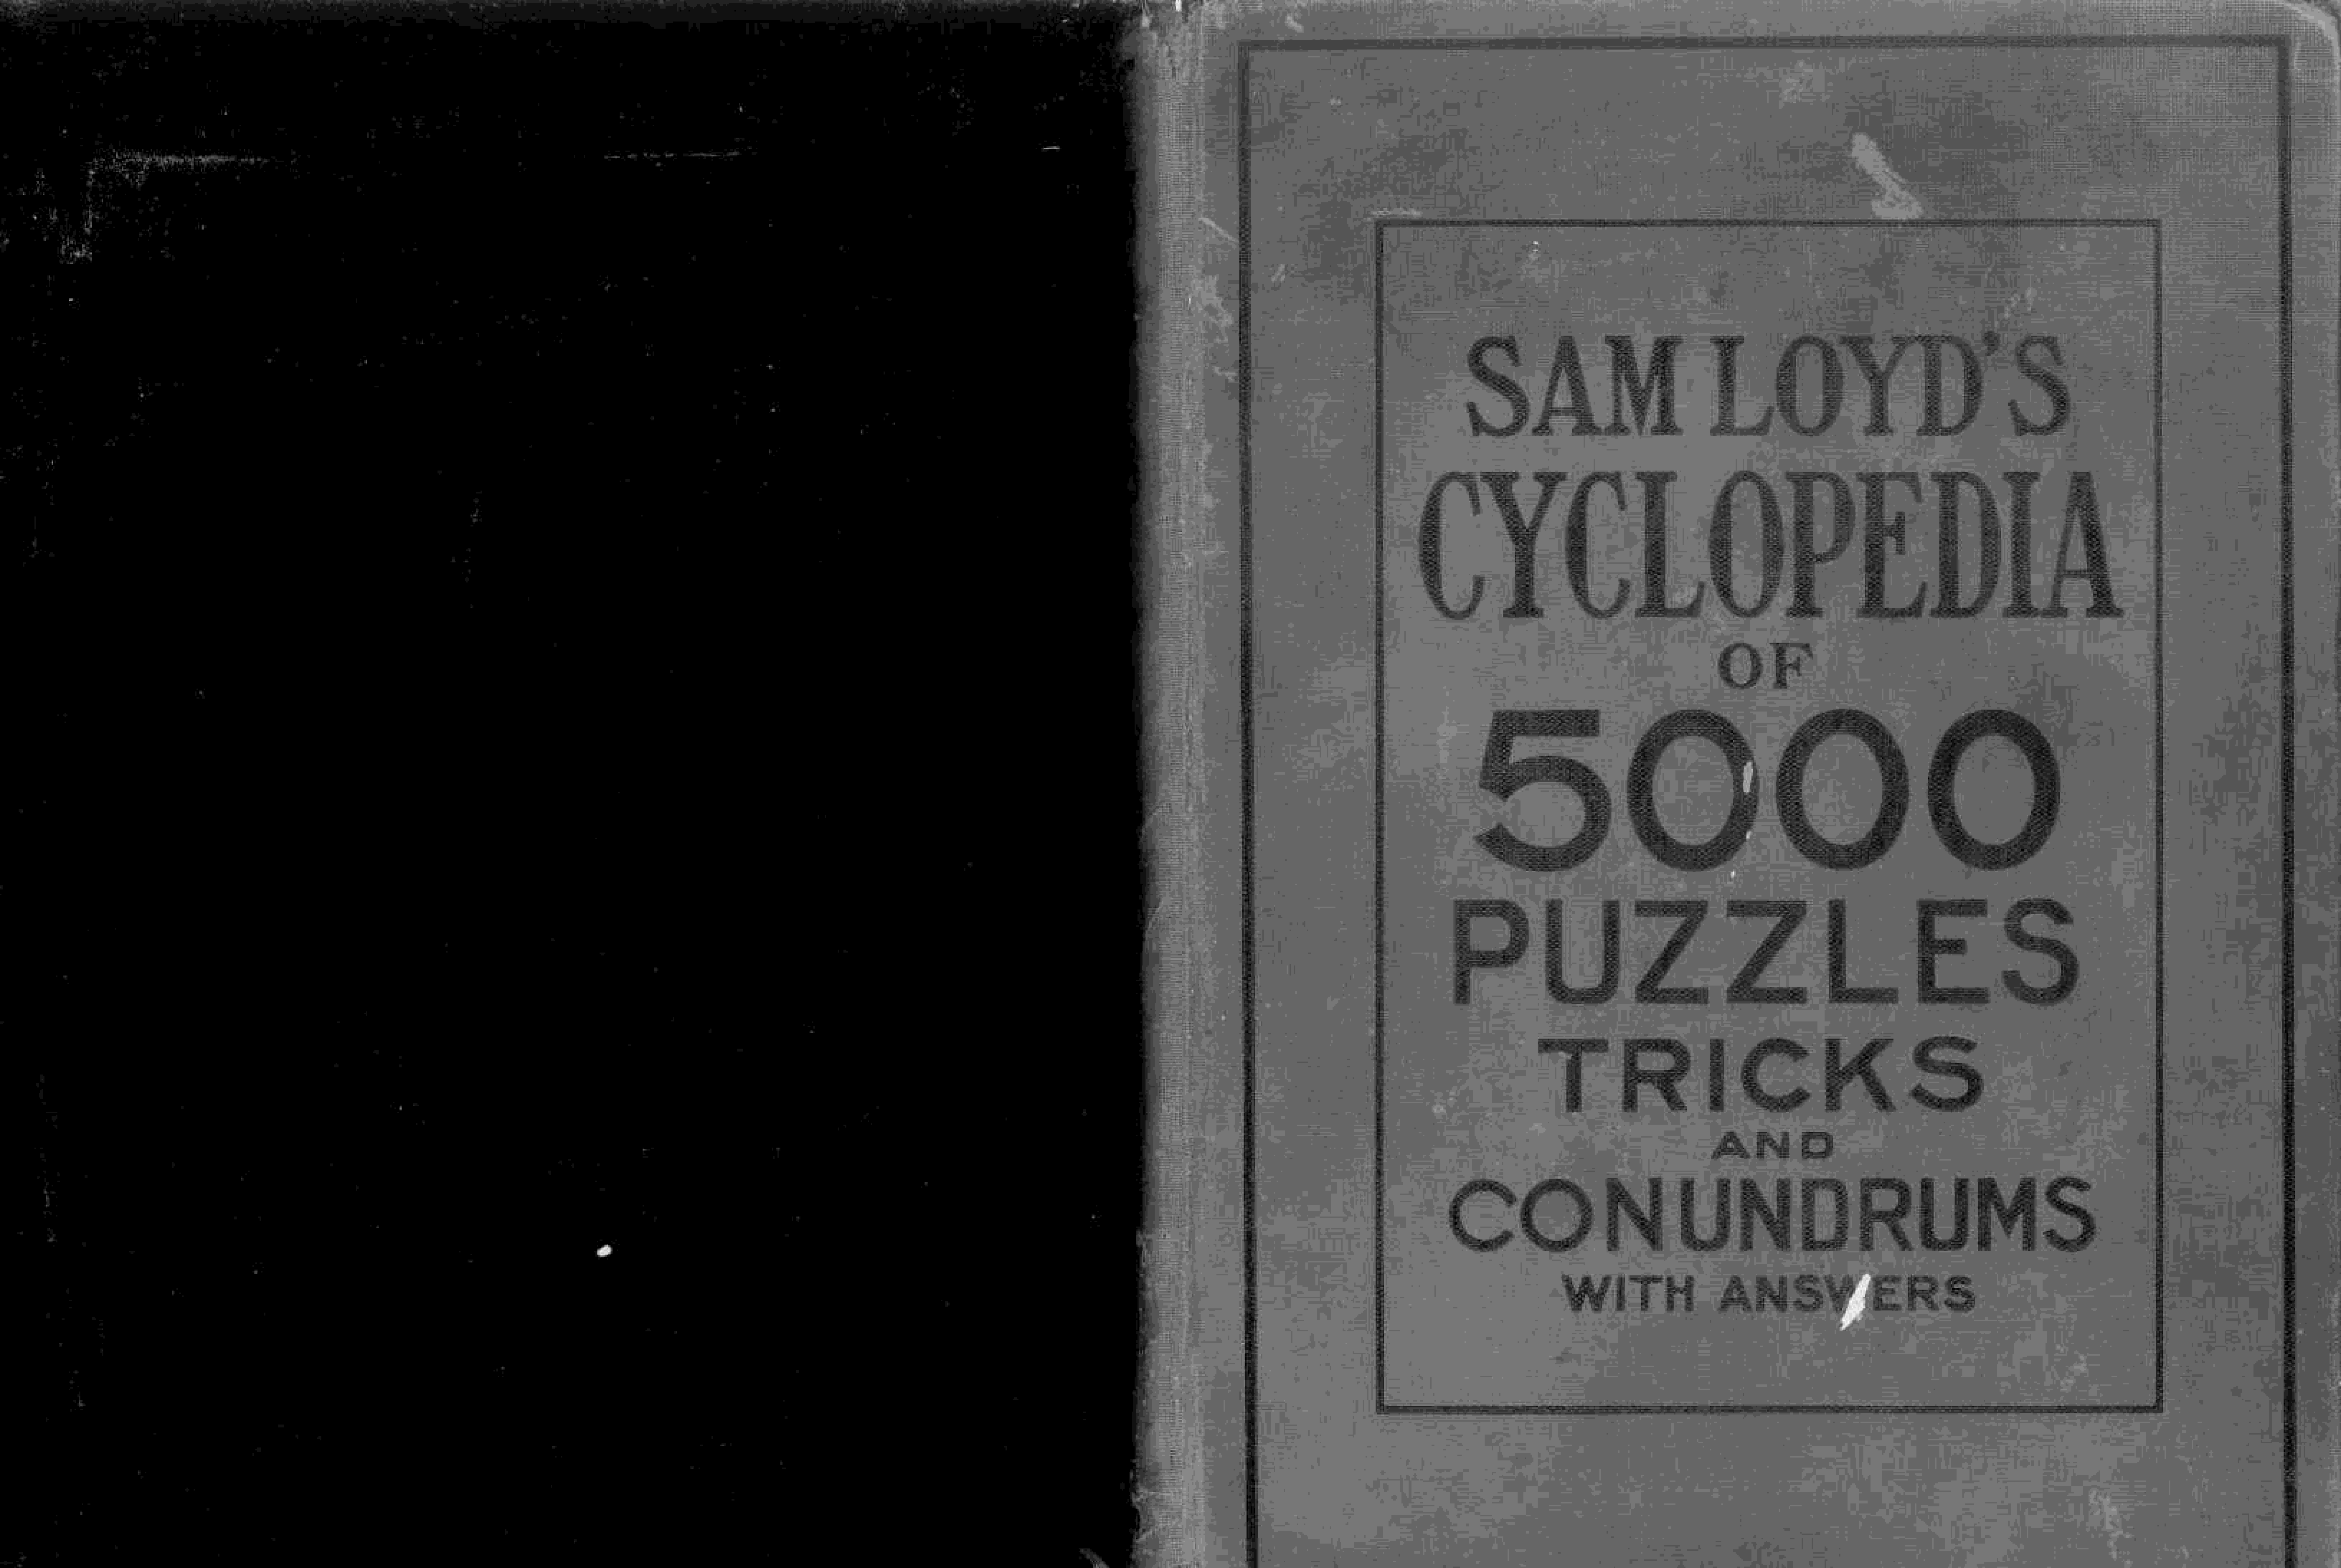 SAM LOYD'S
CYCLOPEDIA
OF
5000
PUZZLES
TRICKS
AND
CONUNDRUMS
WITH ANSWERS